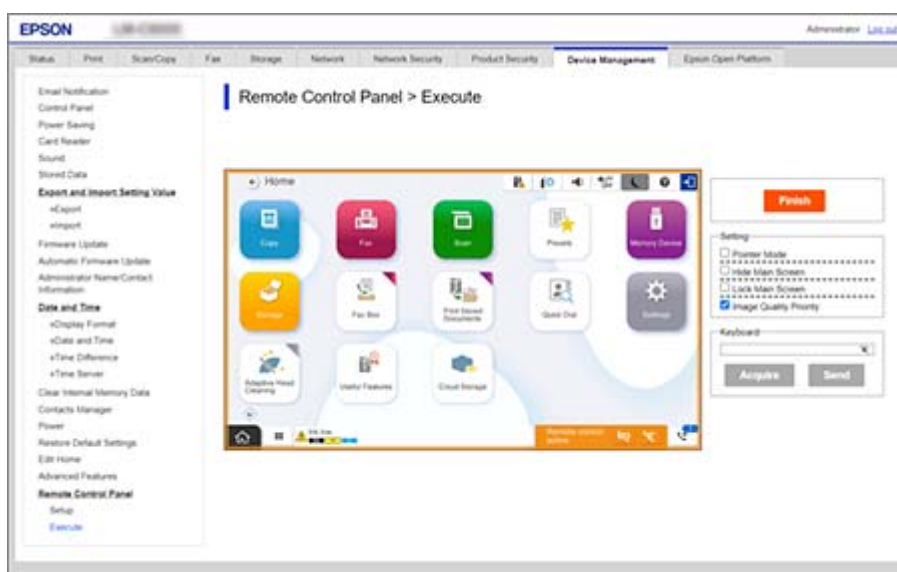 EPSON
Administrator Log out
Status Print Scan/Copy Fax Storage Network Network Security Product Security Device Management Epson Open Platform
Email Notification
Control Panel
Power Saving
Card Reader
Sound
Stored Data
Export and Import Setting Value
»Export
»Import
Firmware Update
Automatic Firmware Update
Administrator Name/Contact
Information
Date and Time
»Display Format
»Date and Time
»Time Difference
»Time Server
Clear Internal Memory Data
Contacts Manager
Power
Restore Default Settings
Edit Home
Advanced Features
Remote Control Panel
Setup
Execute
Remote Control Panel > Execute
Home
Copy Fax Scan Presets Memory Device
Storage Fax Box Print Saved
Documents Quick Dial Settings
Adaptive Head
Cleaning Useful Features Cloud Storage
Remote control
active
Finish
Setting
Pointer Mode
Hide Main Screen
Lock Main Screen
Image Quality Priority
Keyboard
Acquire Send